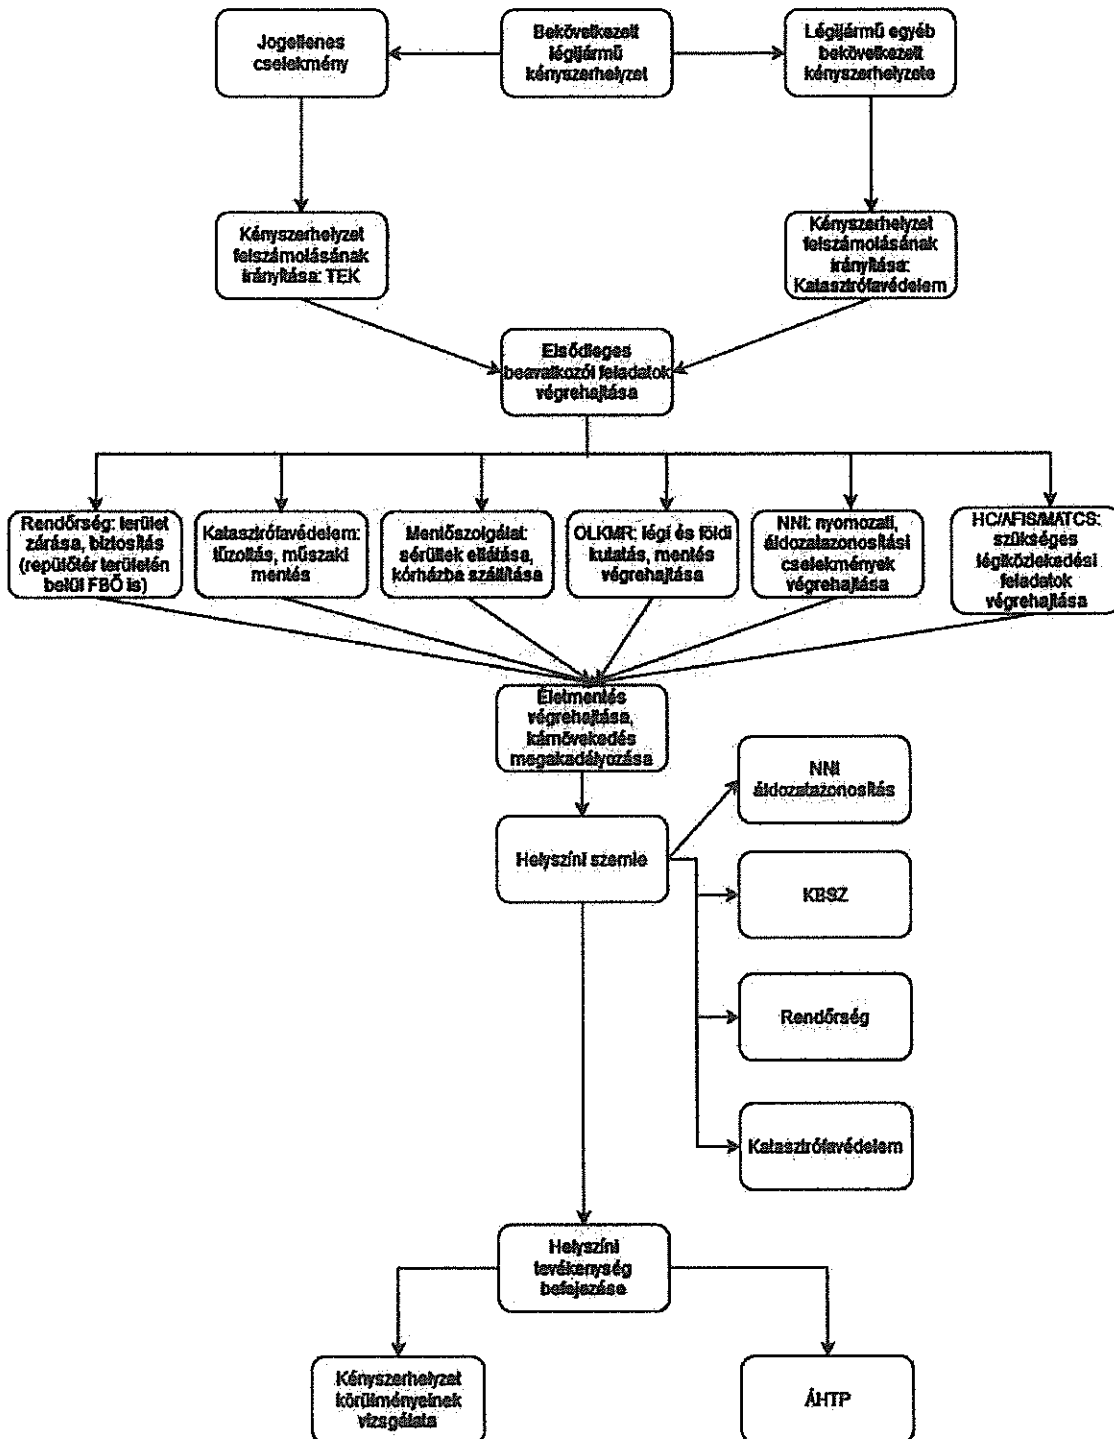 Jogellenes
cselekmény
Bekövetkezett
légijármű
kényszerhelyzet
Légijármű egyéb
bekövetkezett
kényszerhelyzete
Kényszerhelyzet
felszámolásának
irányítása: TEK
Kényszerhelyzet
felszámolásának
irányítása:
Katasztrófavédelem
Elsődleges
beavatkozói feladatok
végrehajtása
Rendőrség: terület
zárása, biztosítás
(repülőtér területén
belül FBŐ is)
Katasztrófavédelem:
tűzoltás, műszaki
mentés
Mentőszolgálat:
sérültek ellátása,
kórházba szállítása
OLKMR: légi és földi
kutatás, mentés
végrehajtása
NNI: nyomozati,
áldozatazonosítási
cselekmények
végrehajtása
HC/AFIS/MATCS:
szükséges
légiközlekedési
feladatok
végrehajtása
Életmentés
végrehajtása,
kárnövekedés
megakadályozása
NNI
áldozatazonosítás
Helyszíni szemle
KBSZ
Rendőrség
Katasztrófavédelem
Helyszíni
tevékenység
befejezése
Kényszerhelyzet
körülményeinek
vizsgálata
ÁHTP